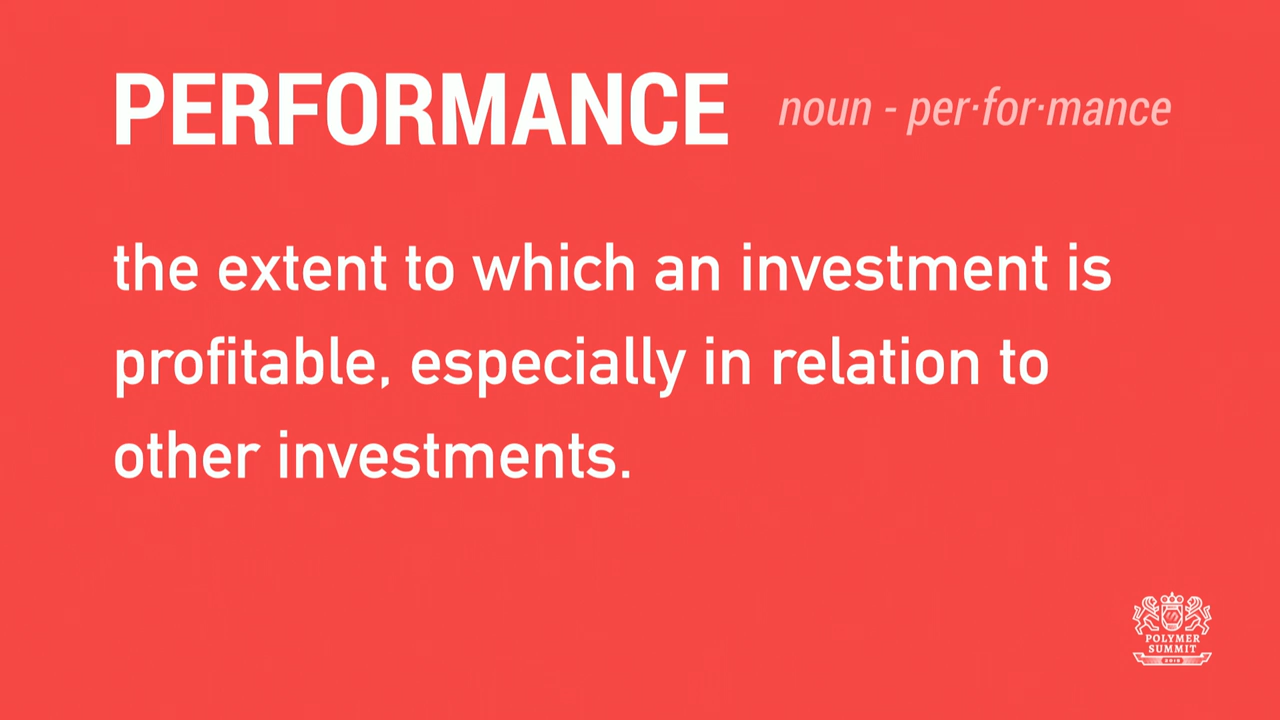 PERFORMANCE noun - per·for·mance
the extent to which an investment is
profitable, especially in relation to
other investments.
POLYMER
SUMMIT